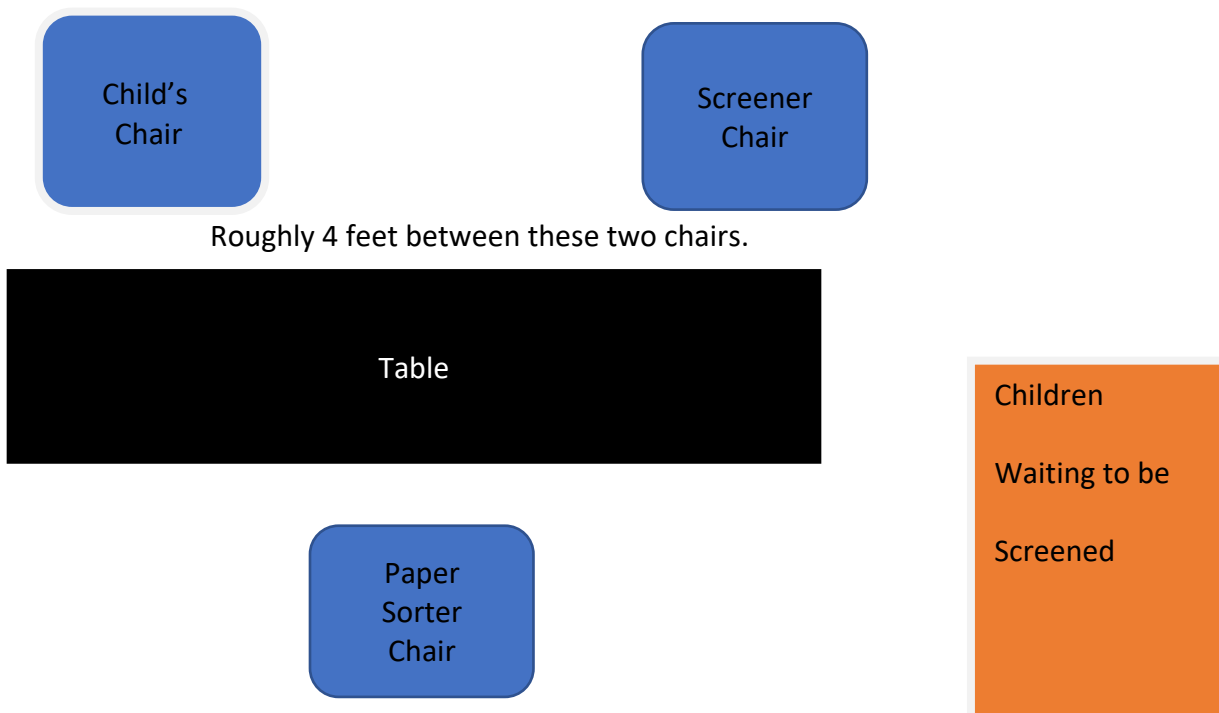 Child’s
Chair
Screener
Chair
Roughly 4 feet between these two chairs.
Table
Children
Waiting to be
Screened
Paper
Sorter
Chair